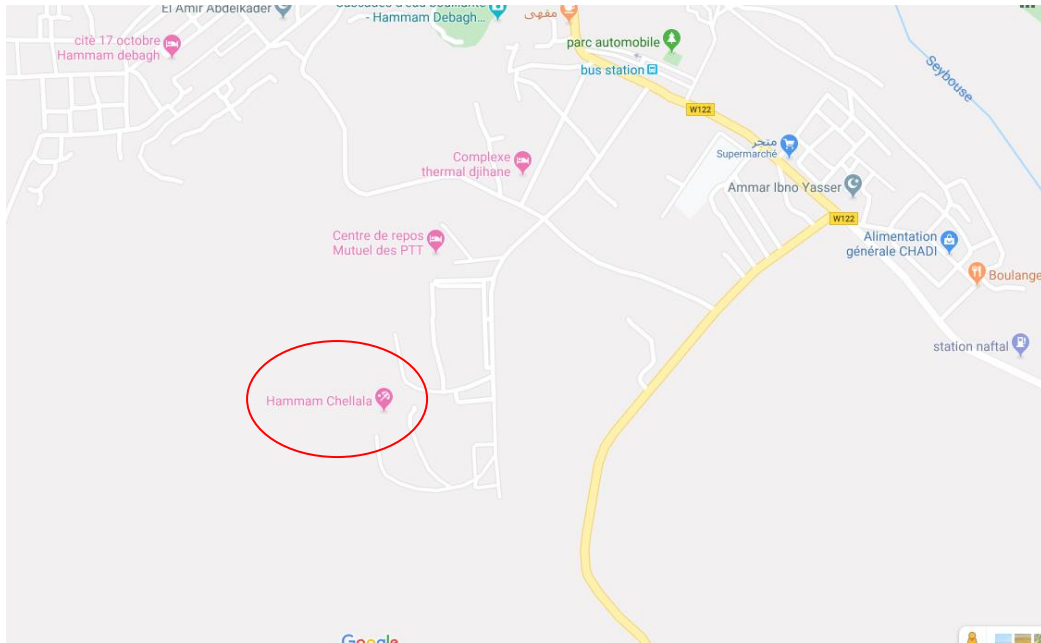 El Amir Abdelkader
- Hammam Debagh...
مقهى
citè 17 octobre
Hammam debagh
parc automobile
bus station
Seybouse
W122
متجر
Supermarché
Complexe
thermal djihane
Ammar Ibno Yasser
W122
Centre de repos
Mutuel des PTT
Alimentation
générale CHADI
Boulange
station naftal
Hammam Chellala
Google